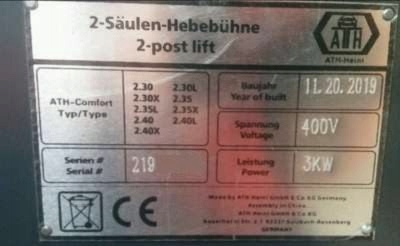 2-Säulen-Hebebühne
2-post lift
ATH
ATH-Heinl
ATH-Comfort
Typ/Type
2.30 2.30L
2.30X 2.35
2.35L 2.35X
2.40 2.40L
2.40X
Baujahr
Year of built
11.20.2019
Spannung
Voltage
400V
Serien #
Serial #
219
Leistung
Power
3KW
CE
Made by ATH Heinl GmbH & Co KG Germany
Assembly in China
ATH Heinl GmbH & Co KG
92237 Sulzbach-Rosenberg
GERMANY